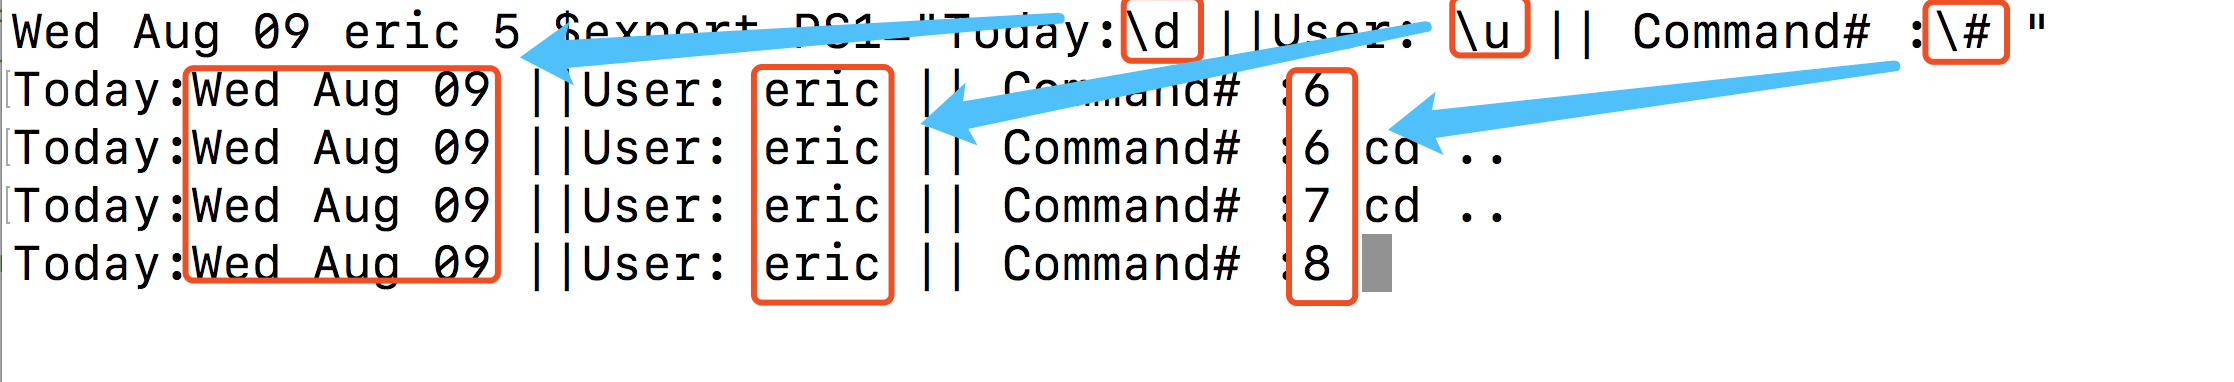 Wed Aug 09 eric 5 $export PS1="Today:\d ||User: \u || Command# :\# "
Today:Wed Aug 09 ||User: eric || Command# :6
Today:Wed Aug 09 ||User: eric || Command# :6 cd ..
Today:Wed Aug 09 ||User: eric || Command# :7 cd ..
Today:Wed Aug 09 ||User: eric || Command# :8